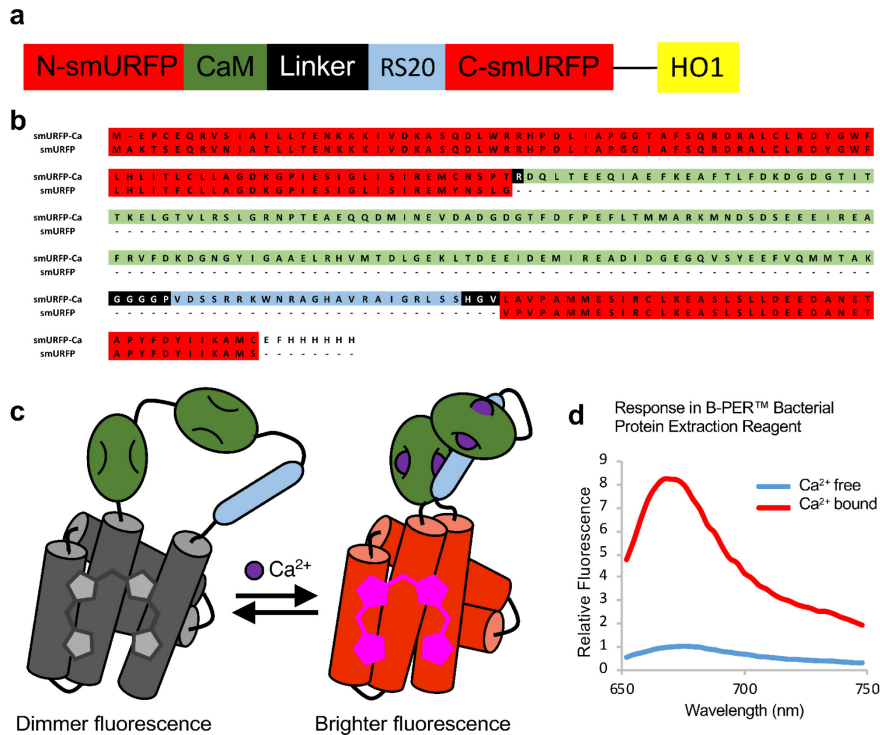 a
N-smURFP CaM Linker RS20 C-smURFP HO1
b
smURFP-Ca M - E P C E Q R V S I A I L L T E N K K K I V D K A S Q D L W R R H P D L I A P G G T A F S Q R D R A L C L R D Y G W F
smURFP M A K T S E Q R V N I A T L L T E N K K K I V D K A S Q D L W R R H P D L I A P G G I A F S Q R D R A L C L R D Y G W F
smURFP-Ca L H L I T L C L L A G D K G P I E S I G L I S I R E M C N S P T R D Q L T E E Q I A E F K E A F T L F D K D G D G T I T
smURFP L H L I T F C L L A G D K G P I E S I G L I S I R E M Y N S L G - - - - - - - - - - - - - - - - - - - - - - - - - - - -
smURFP-Ca T K E L G T V L R S L G R N P T E A E Q Q D M I N E V D A D G D G T F D F P E F L T M M A R K M N D S D S E E E I R E A
smURFP - - - - - - - - - - - - - - - - - - - - - - - - - - - - - - - - - - - - - - - - - - - - - - - - - - - - - - - - - - - -
smURFP-Ca F R V F D K D G N G Y I G A A E L R H V M T D L G E K L T D E E I D E M I R E A D I D G E G Q V S Y E E F V Q M M T A K
smURFP - - - - - - - - - - - - - - - - - - - - - - - - - - - - - - - - - - - - - - - - - - - - - - - - - - - - - - - - - - - -
smURFP-Ca G G G G P V D S S R R K W N R A G H A V R A I G R L S S H G V L A V P A M M E S I R C L K E A S L S L L D E E D A N E T
smURFP - - - - - - - - - - - - - - - - - - - - - - - - - - - - - - - V P V P A M M E S I R C L K E A S L S L L D E E D A N E T
smURFP-Ca A P Y F D Y I I K A M C E F H H H H H H
smURFP A P Y F D Y I I K A M S - - - - - - - -
c
Ca2+
Dimmer fluorescence
Brighter fluorescence
d
Response in B-PER™ Bacterial
Protein Extraction Reagent
Relative Fluorescence
9
8
7
6
5
4
3
2
1
0
Ca2+ free
Ca2+ bound
650 700 750
Wavelength (nm)